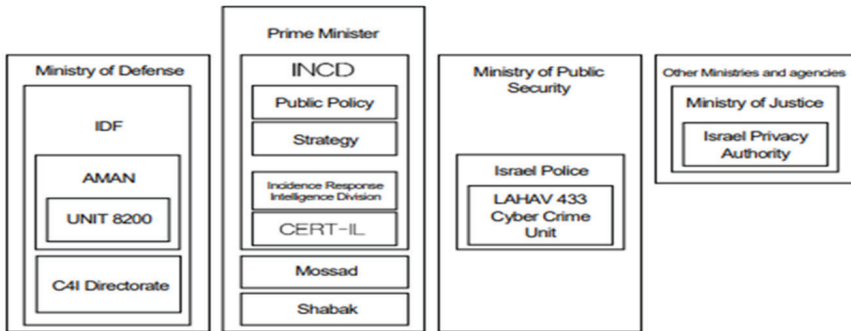 Ministry of Defense
IDF
AMAN
UNIT 8200
C4I Directorate
Prime Minister
INCD
Public Policy
Strategy
Incidence Response
Intelligence Division
CERT-IL
Mossad
Shabak
Ministry of Public
Security
Israel Police
LAHAV 433
Cyber Crime
Unit
Other Ministries and agencies
Ministry of Justice
Israel Privacy
Authority